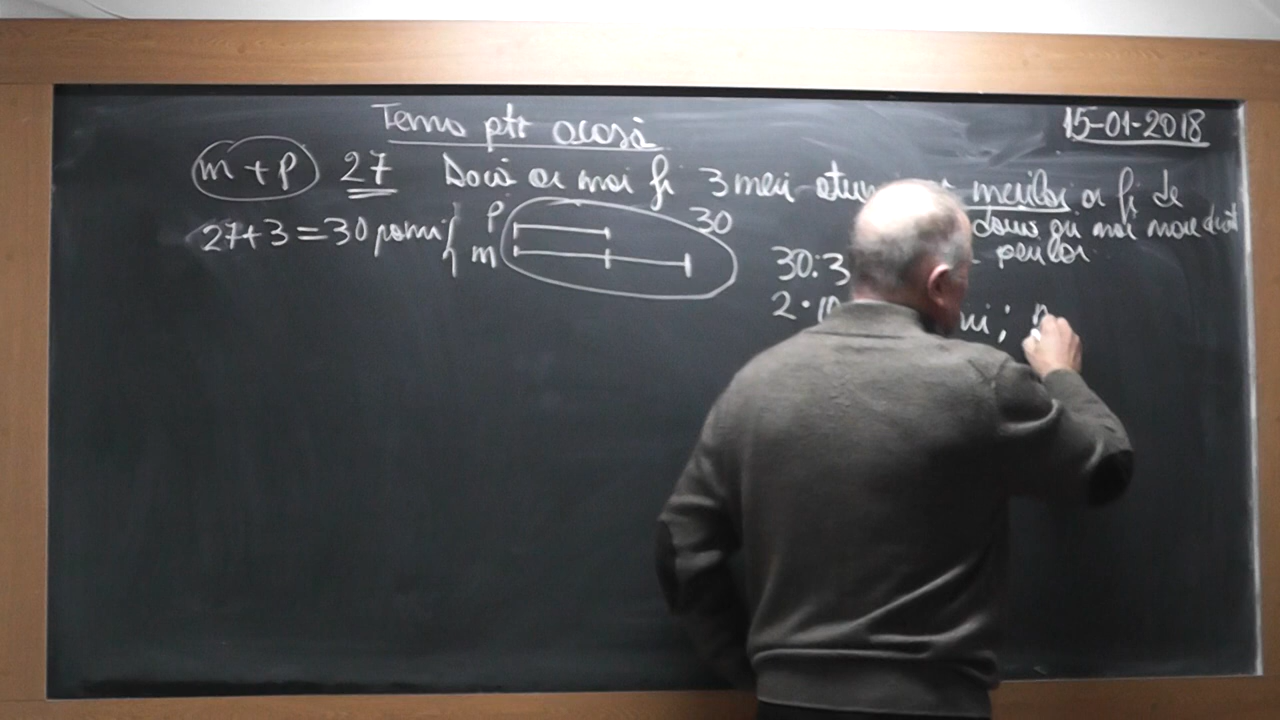 Tema ptr acasă
15-01-2018
m + p 27 Dacă ar mai fi 3 meri merilor ar fi de
două ori mai mare decât
27+3=30 pomi p 30
m 30:3 perilor
2·10